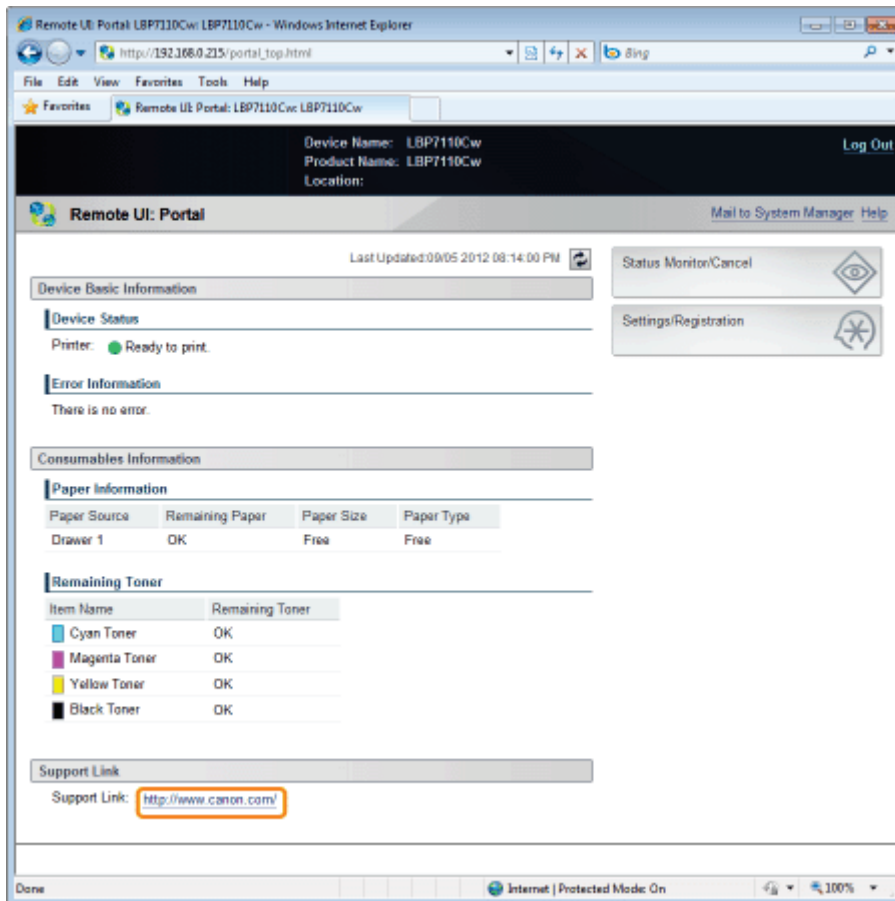 Remote UI: Portal: LBP7110Cw: LBP7110Cw - Windows Internet Explorer
http://192.168.0.215/portal_top.html
Bing
File Edit View Favorites Tools Help
Favorites Remote UI: Portal: LBP7110Cw: LBP7110Cw
Device Name: LBP7110Cw
Product Name: LBP7110Cw
Location:
Log Out
Remote UI: Portal
Mail to System Manager Help
Last Updated:09/05 2012 08:14:00 PM
Device Basic Information
Device Status
Printer: Ready to print.
Error Information
There is no error.
Consumables Information
Paper Information
Paper Source Remaining Paper Paper Size Paper Type
Drawer 1 OK Free Free
Remaining Toner
Item Name Remaining Toner
Cyan Toner OK
Magenta Toner OK
Yellow Toner OK
Black Toner OK
Support Link
Support Link: http://www.canon.com/
Status Monitor/Cancel
Settings/Registration
Done Internet | Protected Mode: On 100%